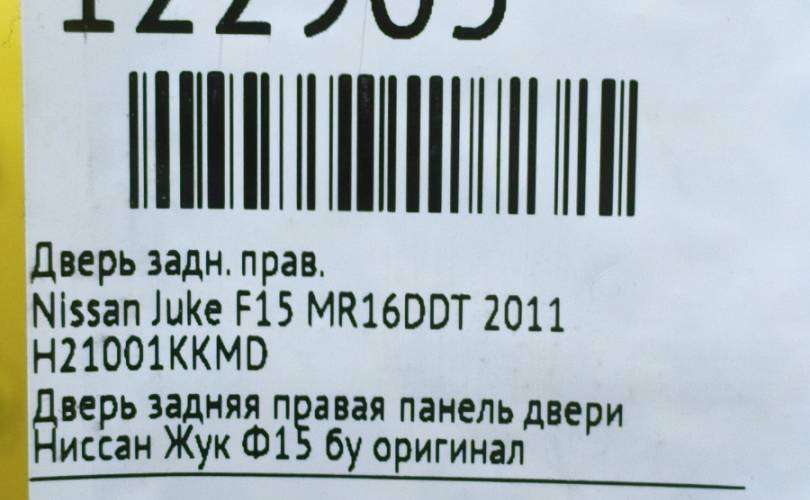 122905
Дверь задн. прав.
Nissan Juke F15 MR16DDT 2011
H21001KKMD
Дверь задняя правая панель двери
Ниссан Жук Ф15 бу оригинал